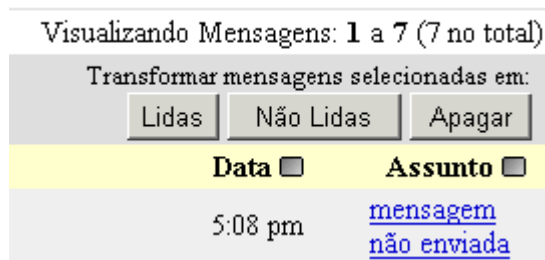 Visualizando Mensagens: 1 a 7 (7 no total)
Transformar mensagens selecionadas em:
Lidas Não Lidas Apagar
Data Assunto
5:08 pm mensagem
não enviada